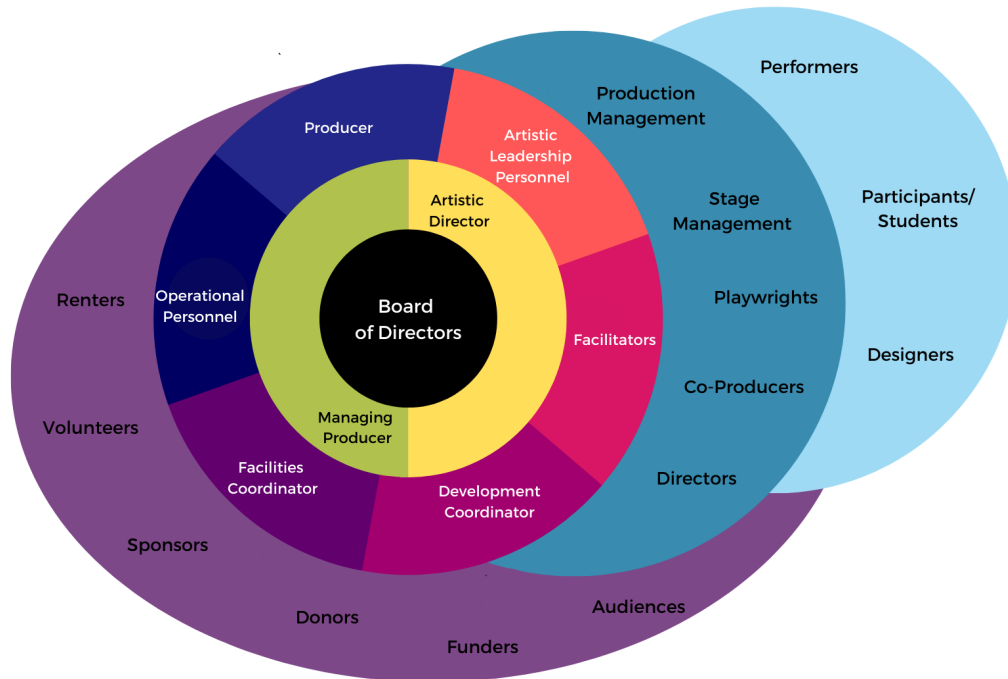 Performers
Production
Management
Producer
Artistic
Leadership
Personnel
Artistic
Director
Participants/
Students
Stage
Management
Renters
Operational
Personnel
Board
of Directors
Playwrights
Facilitators
Designers
Co-Producers
Managing
Producer
Volunteers
Facilities
Coordinator
Development
Coordinator
Directors
Sponsors
Donors
Audiences
Funders